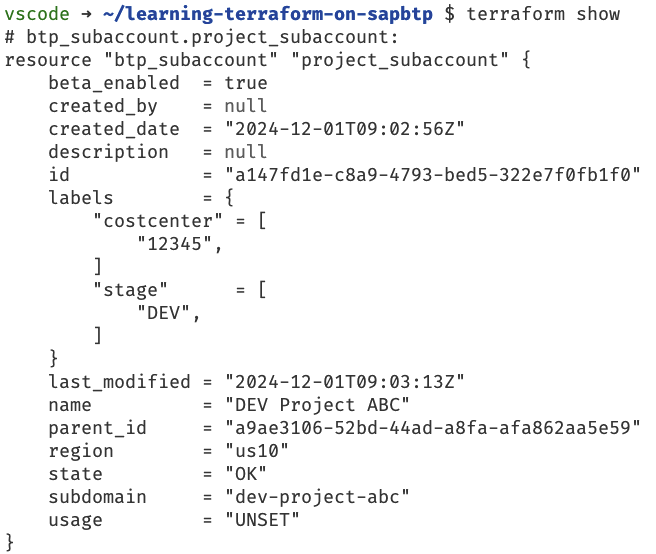 vscode → ~/learning-terraform-on-sapbtp $ terraform show
# btp_subaccount.project_subaccount:
resource "btp_subaccount" "project_subaccount" {
    beta_enabled  = true
    created_by    = null
    created_date  = "2024-12-01T09:02:56Z"
    description   = null
    id            = "a147fd1e-c8a9-4793-bed5-322e7f0fb1f0"
    labels        = {
        "costcenter" = [
            "12345",
        ]
        "stage"      = [
            "DEV",
        ]
    }
    last_modified = "2024-12-01T09:03:13Z"
    name          = "DEV Project ABC"
    parent_id     = "a9ae3106-52bd-44ad-a8fa-afa862aa5e59"
    region        = "us10"
    state         = "OK"
    subdomain     = "dev-project-abc"
    usage         = "UNSET"
}